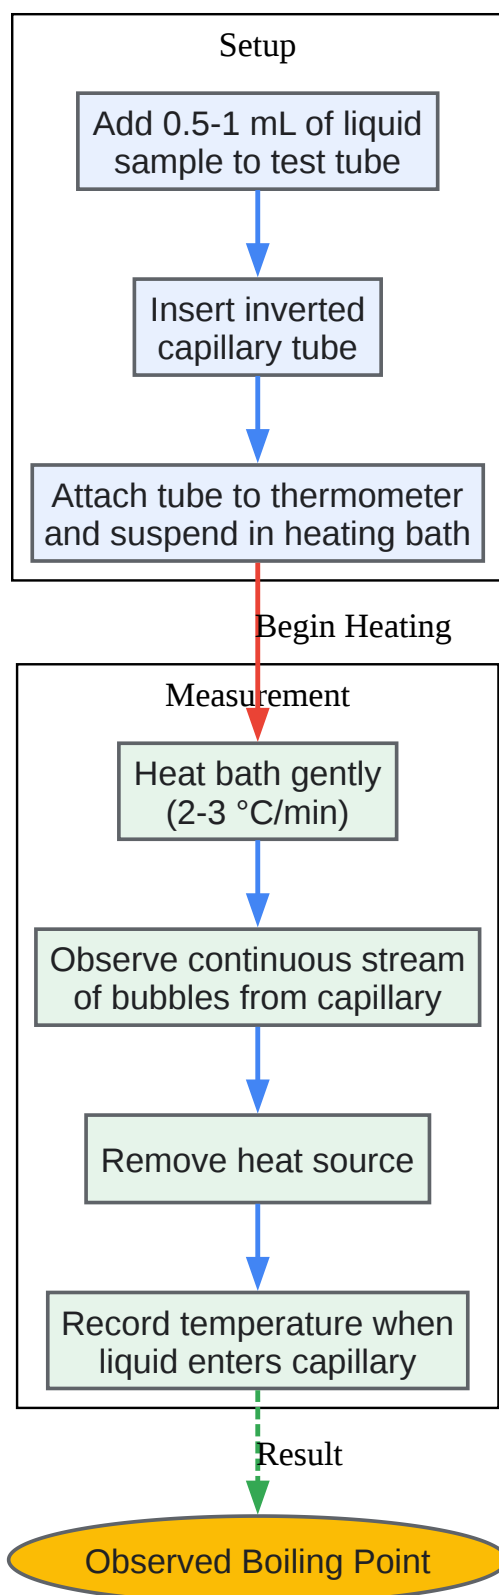 Setup
Add 0.5-1 mL of liquid
sample to test tube
Insert inverted
capillary tube
Attach tube to thermometer
and suspend in heating bath
Begin Heating
Measurement
Heat bath gently
(2-3 °C/min)
Observe continuous stream
of bubbles from capillary
Remove heat source
Record temperature when
liquid enters capillary
Result
Observed Boiling Point